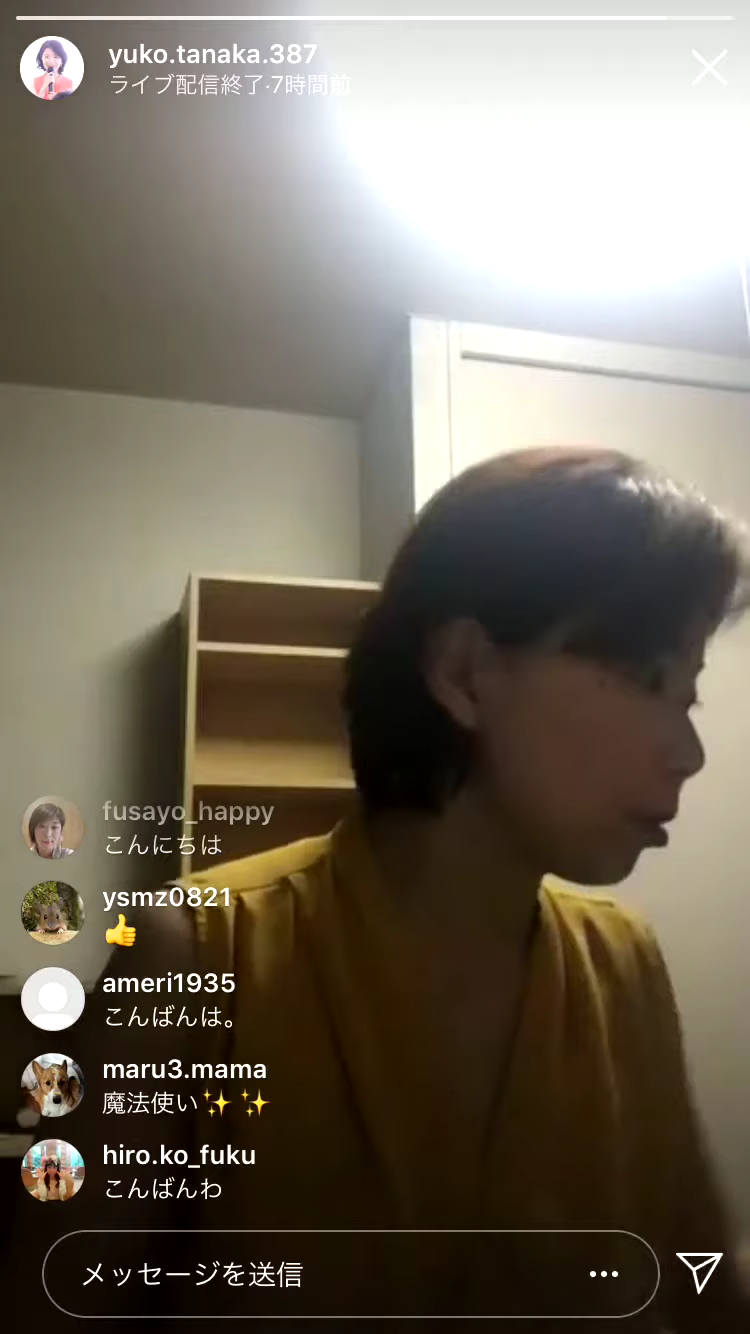 yuko.tanaka.387
ライブ配信終了·7時間前
fusayo_happy
こんにちは
ysmz0821
👍
ameri1935
こんばんは。
maru3.mama
魔法使い✨✨
hiro.ko_fuku
こんばんわ
メッセージを送信